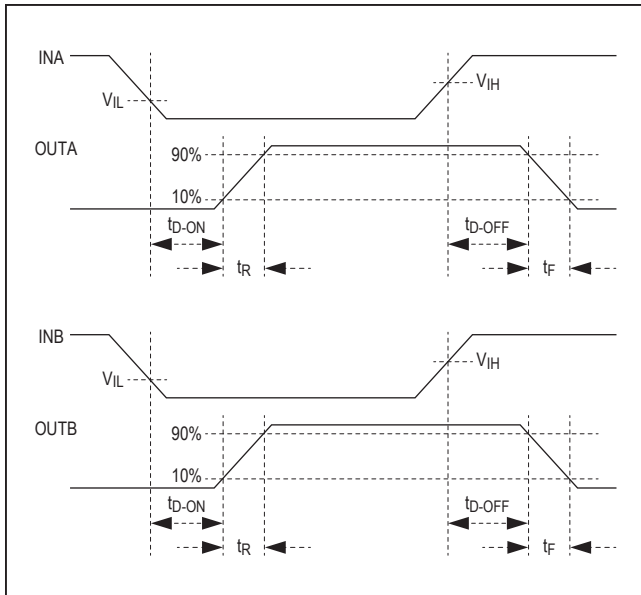 INA
VIL
VIH
OUTA
90%
10%
tD-ON
tD-OFF
tR
tF
INB
VIL
VIH
OUTB
90%
10%
tD-ON
tD-OFF
tR
tF